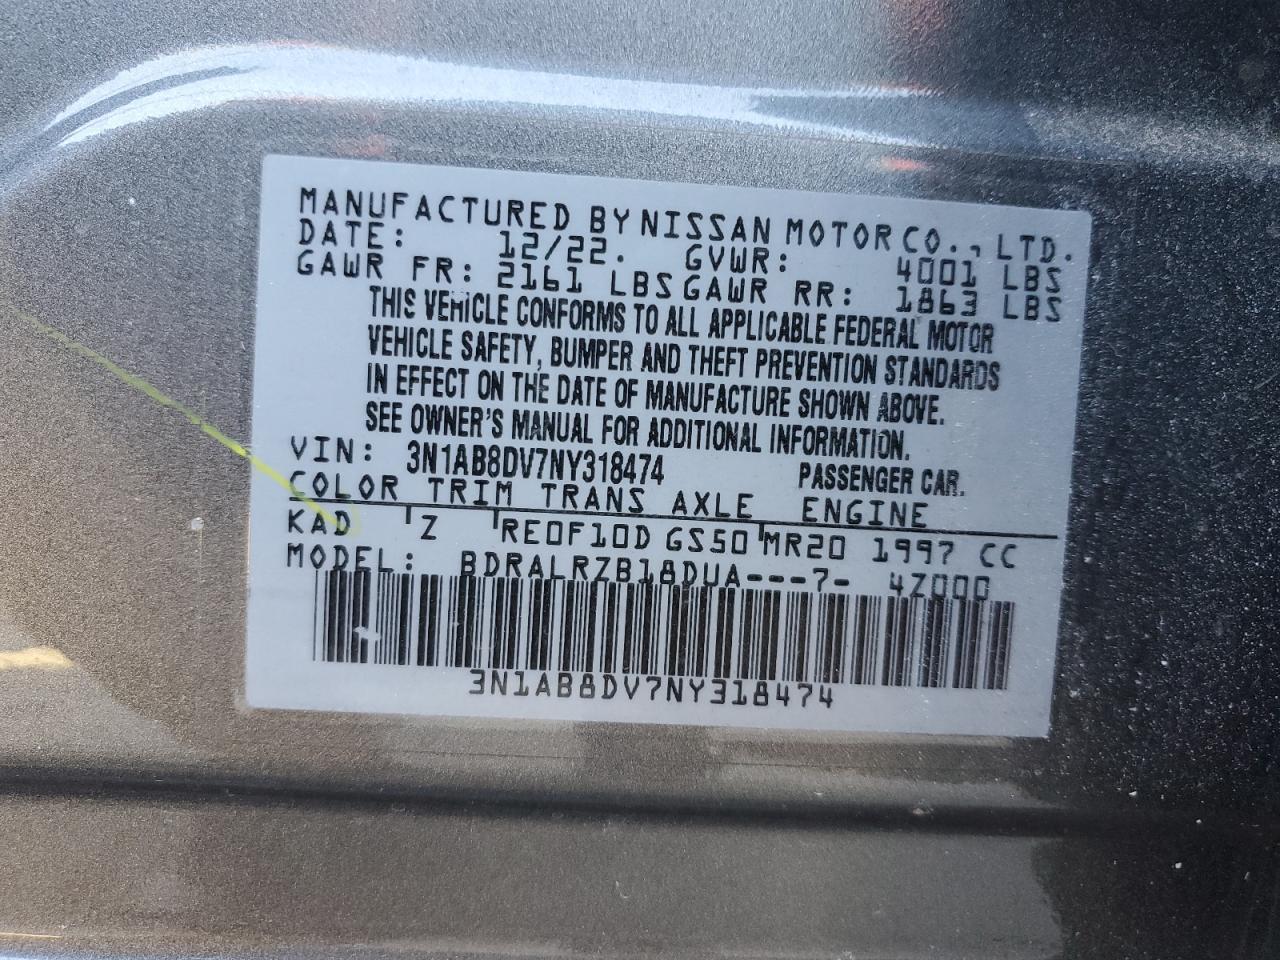 MANUFACTURED BY NISSAN MOTOR CO., LTD.
DATE: 12/22. GVWR: 4001 LBS
GAWR FR: 2161 LBS GAWR RR: 1863 LBS
THIS VEHICLE CONFORMS TO ALL APPLICABLE FEDERAL MOTOR
VEHICLE SAFETY, BUMPER AND THEFT PREVENTION STANDARDS
IN EFFECT ON THE DATE OF MANUFACTURE SHOWN ABOVE.
SEE OWNER'S MANUAL FOR ADDITIONAL INFORMATION.
VIN: 3N1AB8DV7NY318474 PASSENGER CAR.
COLOR TRIM TRANS AXLE ENGINE
KAD Z RE0F10D GS50 MR20 1997 CC
MODEL: BDRALRZB18DUA---7- 4Z000
3N1AB8DV7NY318474